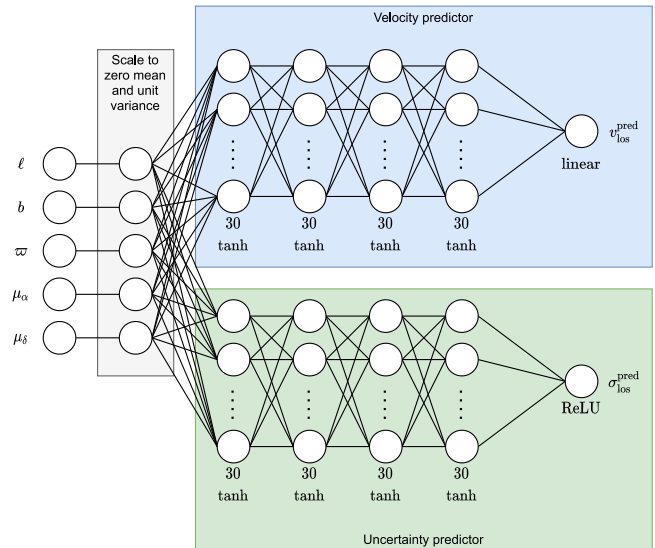 Velocity predictor
Scale to
zero mean
and unit
variance
ℓ
b
ϖ
μ_α
μ_δ
30 30 30 30
tanh tanh tanh tanh
v_los^pred
linear
30 30 30 30
tanh tanh tanh tanh
σ_los^pred
ReLU
Uncertainty predictor